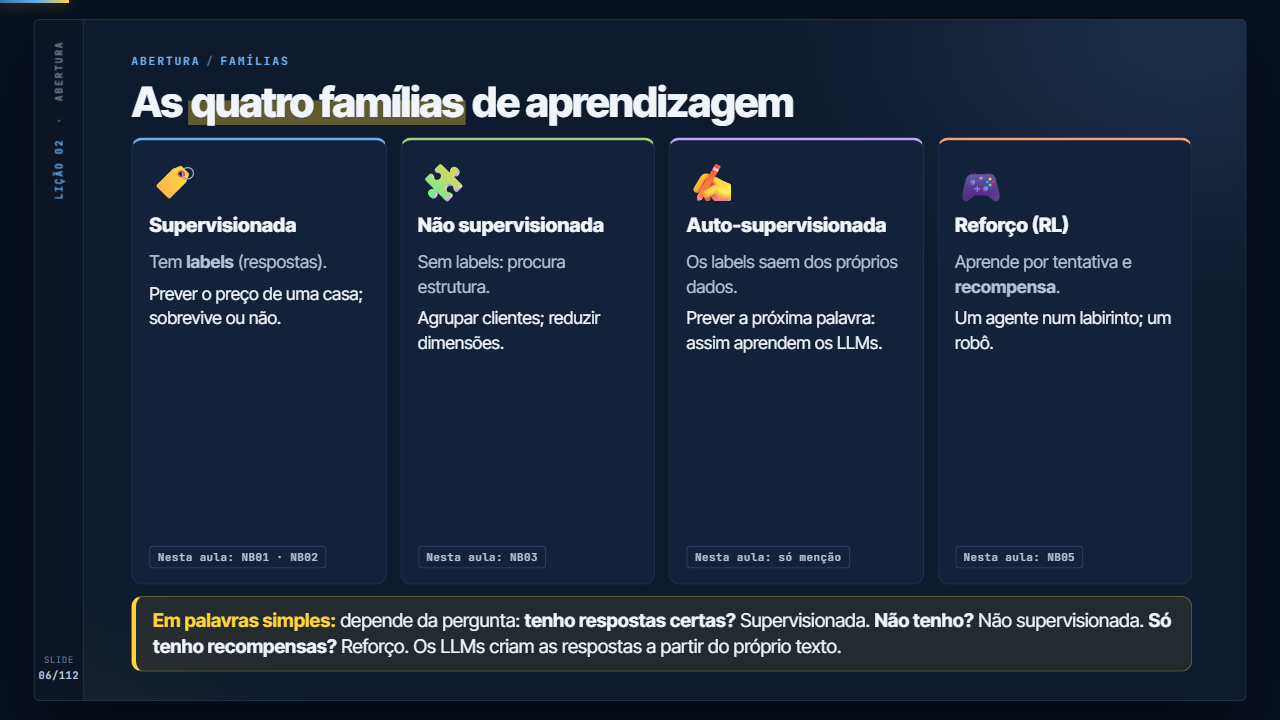 ABERTURA / FAMÍLIAS
As quatro famílias de aprendizagem
Supervisionada
Tem labels (respostas).
Prever o preço de uma casa;
sobrevive ou não.
Nesta aula: NB01 · NB02
Não supervisionada
Sem labels: procura
estrutura.
Agrupar clientes; reduzir
dimensões.
Nesta aula: NB03
Auto-supervisionada
Os labels saem dos próprios
dados.
Prever a próxima palavra:
assim aprendem os LLMs.
Nesta aula: só menção
Reforço (RL)
Aprende por tentativa e
recompensa.
Um agente num labirinto; um
robô.
Nesta aula: NB05
Em palavras simples: depende da pergunta: tenho respostas certas? Supervisionada. Não tenho? Não supervisionada. Só
tenho recompensas? Reforço. Os LLMs criam as respostas a partir do próprio texto.
LIÇÃO 02 · ABERTURA
SLIDE
06/112